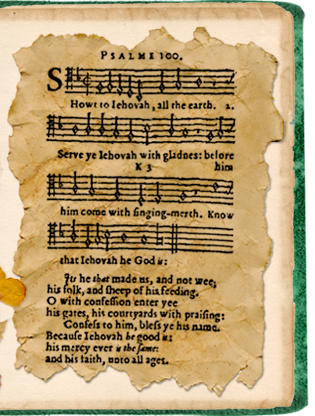 PSALME 100.
SHowt to Iehovah, all the earth. 2.
Serve ye Iehovah with gladnes: before
K 3 him
him come with singing-merth. Know
that Iehovah he God is:
Its he that made us, and not wee;
his folk, and sheep of his feeding.
O with confession enter yee
his gates, his courtyards with praising:
Confess to him, bless ye his name.
Because Iehovah he good is:
his mercy ever is the same:
and his faith, unto all ages.